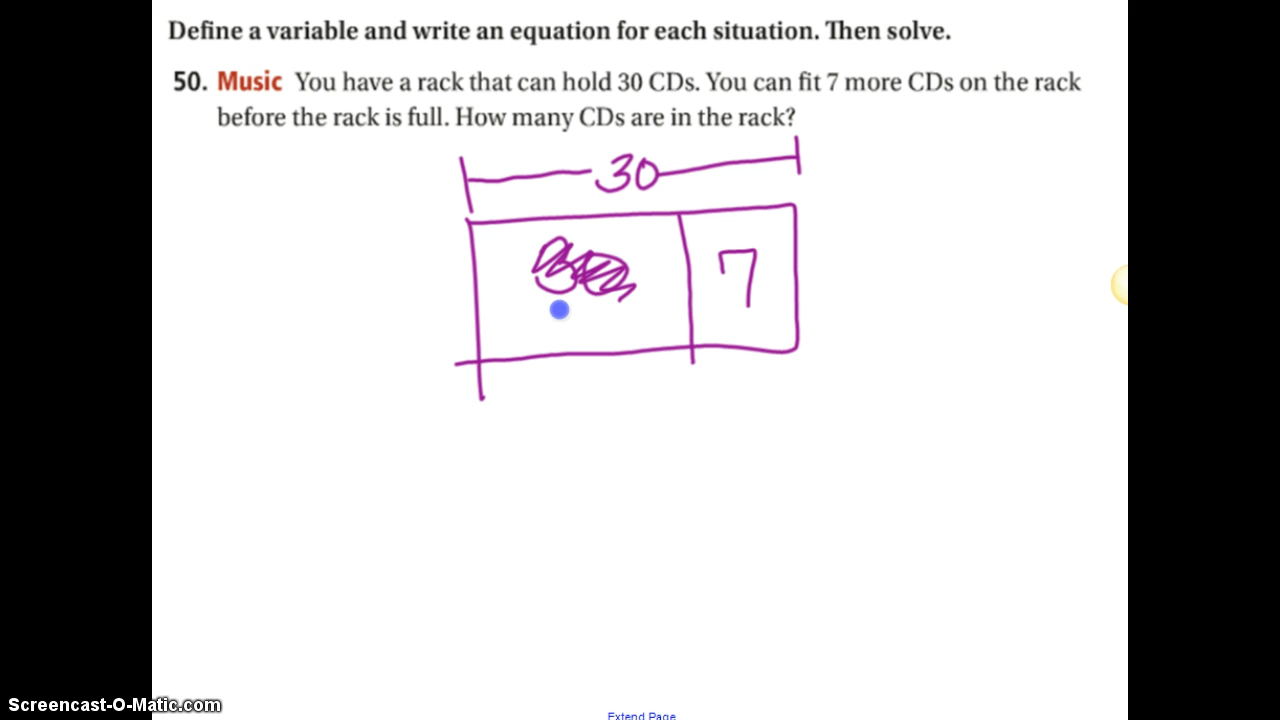 Define a variable and write an equation for each situation. Then solve.
50. Music You have a rack that can hold 30 CDs. You can fit 7 more CDs on the rack
before the rack is full. How many CDs are in the rack?
30
7
Screencast-O-Matic.com
Extend Page